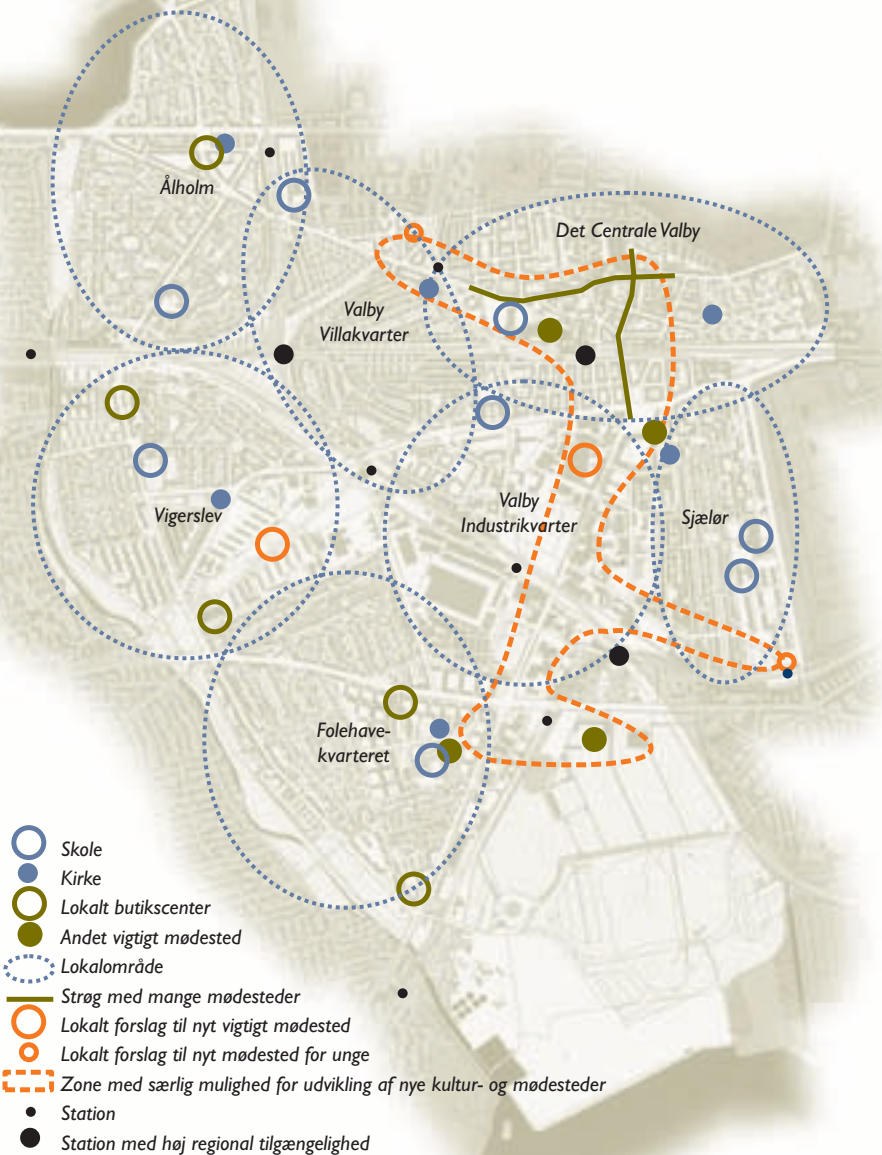 Ålholm
Det Centrale Valby
Valby
Villakvarter
Valby
Industrikvarter
Sjælør
Vigerslev
Folehave-
kvarteret
Skole
Kirke
Lokalt butikscenter
Andet vigtigt mødested
Lokalområde
Strøg med mange mødesteder
Lokalt forslag til nyt vigtigt mødested
Lokalt forslag til nyt mødested for unge
Zone med særlig mulighed for udvikling af nye kultur- og mødesteder
Station
Station med høj regional tilgængelighed